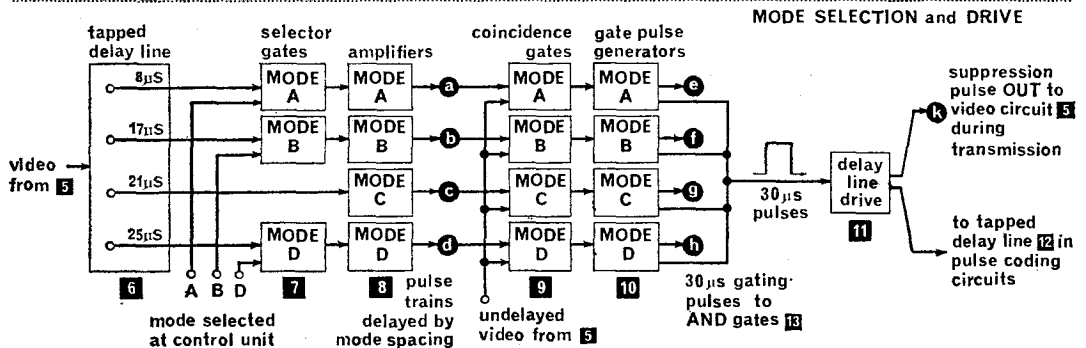 MODE SELECTION and DRIVE
tapped
delay line
selector
gates
amplifiers
coincidence
gates
gate pulse
generators
8μS
17μS
21μS
25μS
video
from 5
6
A B D
mode selected
at control unit
MODE
A
MODE
B
MODE
D
7
MODE
A
MODE
B
MODE
C
MODE
D
8
a
b
c
d
pulse
trains
delayed by
mode spacing
MODE
A
MODE
B
MODE
C
MODE
D
9
undelayed
video from 5
MODE
A
MODE
B
MODE
C
MODE
D
10
e
f
g
h
30μs gating
pulses to
AND gates 13
30μs
pulses
delay
line
drive
11
k
suppression
pulse OUT to
video circuit 5
during
transmission
to tapped
delay line 12 in
pulse coding
circuits